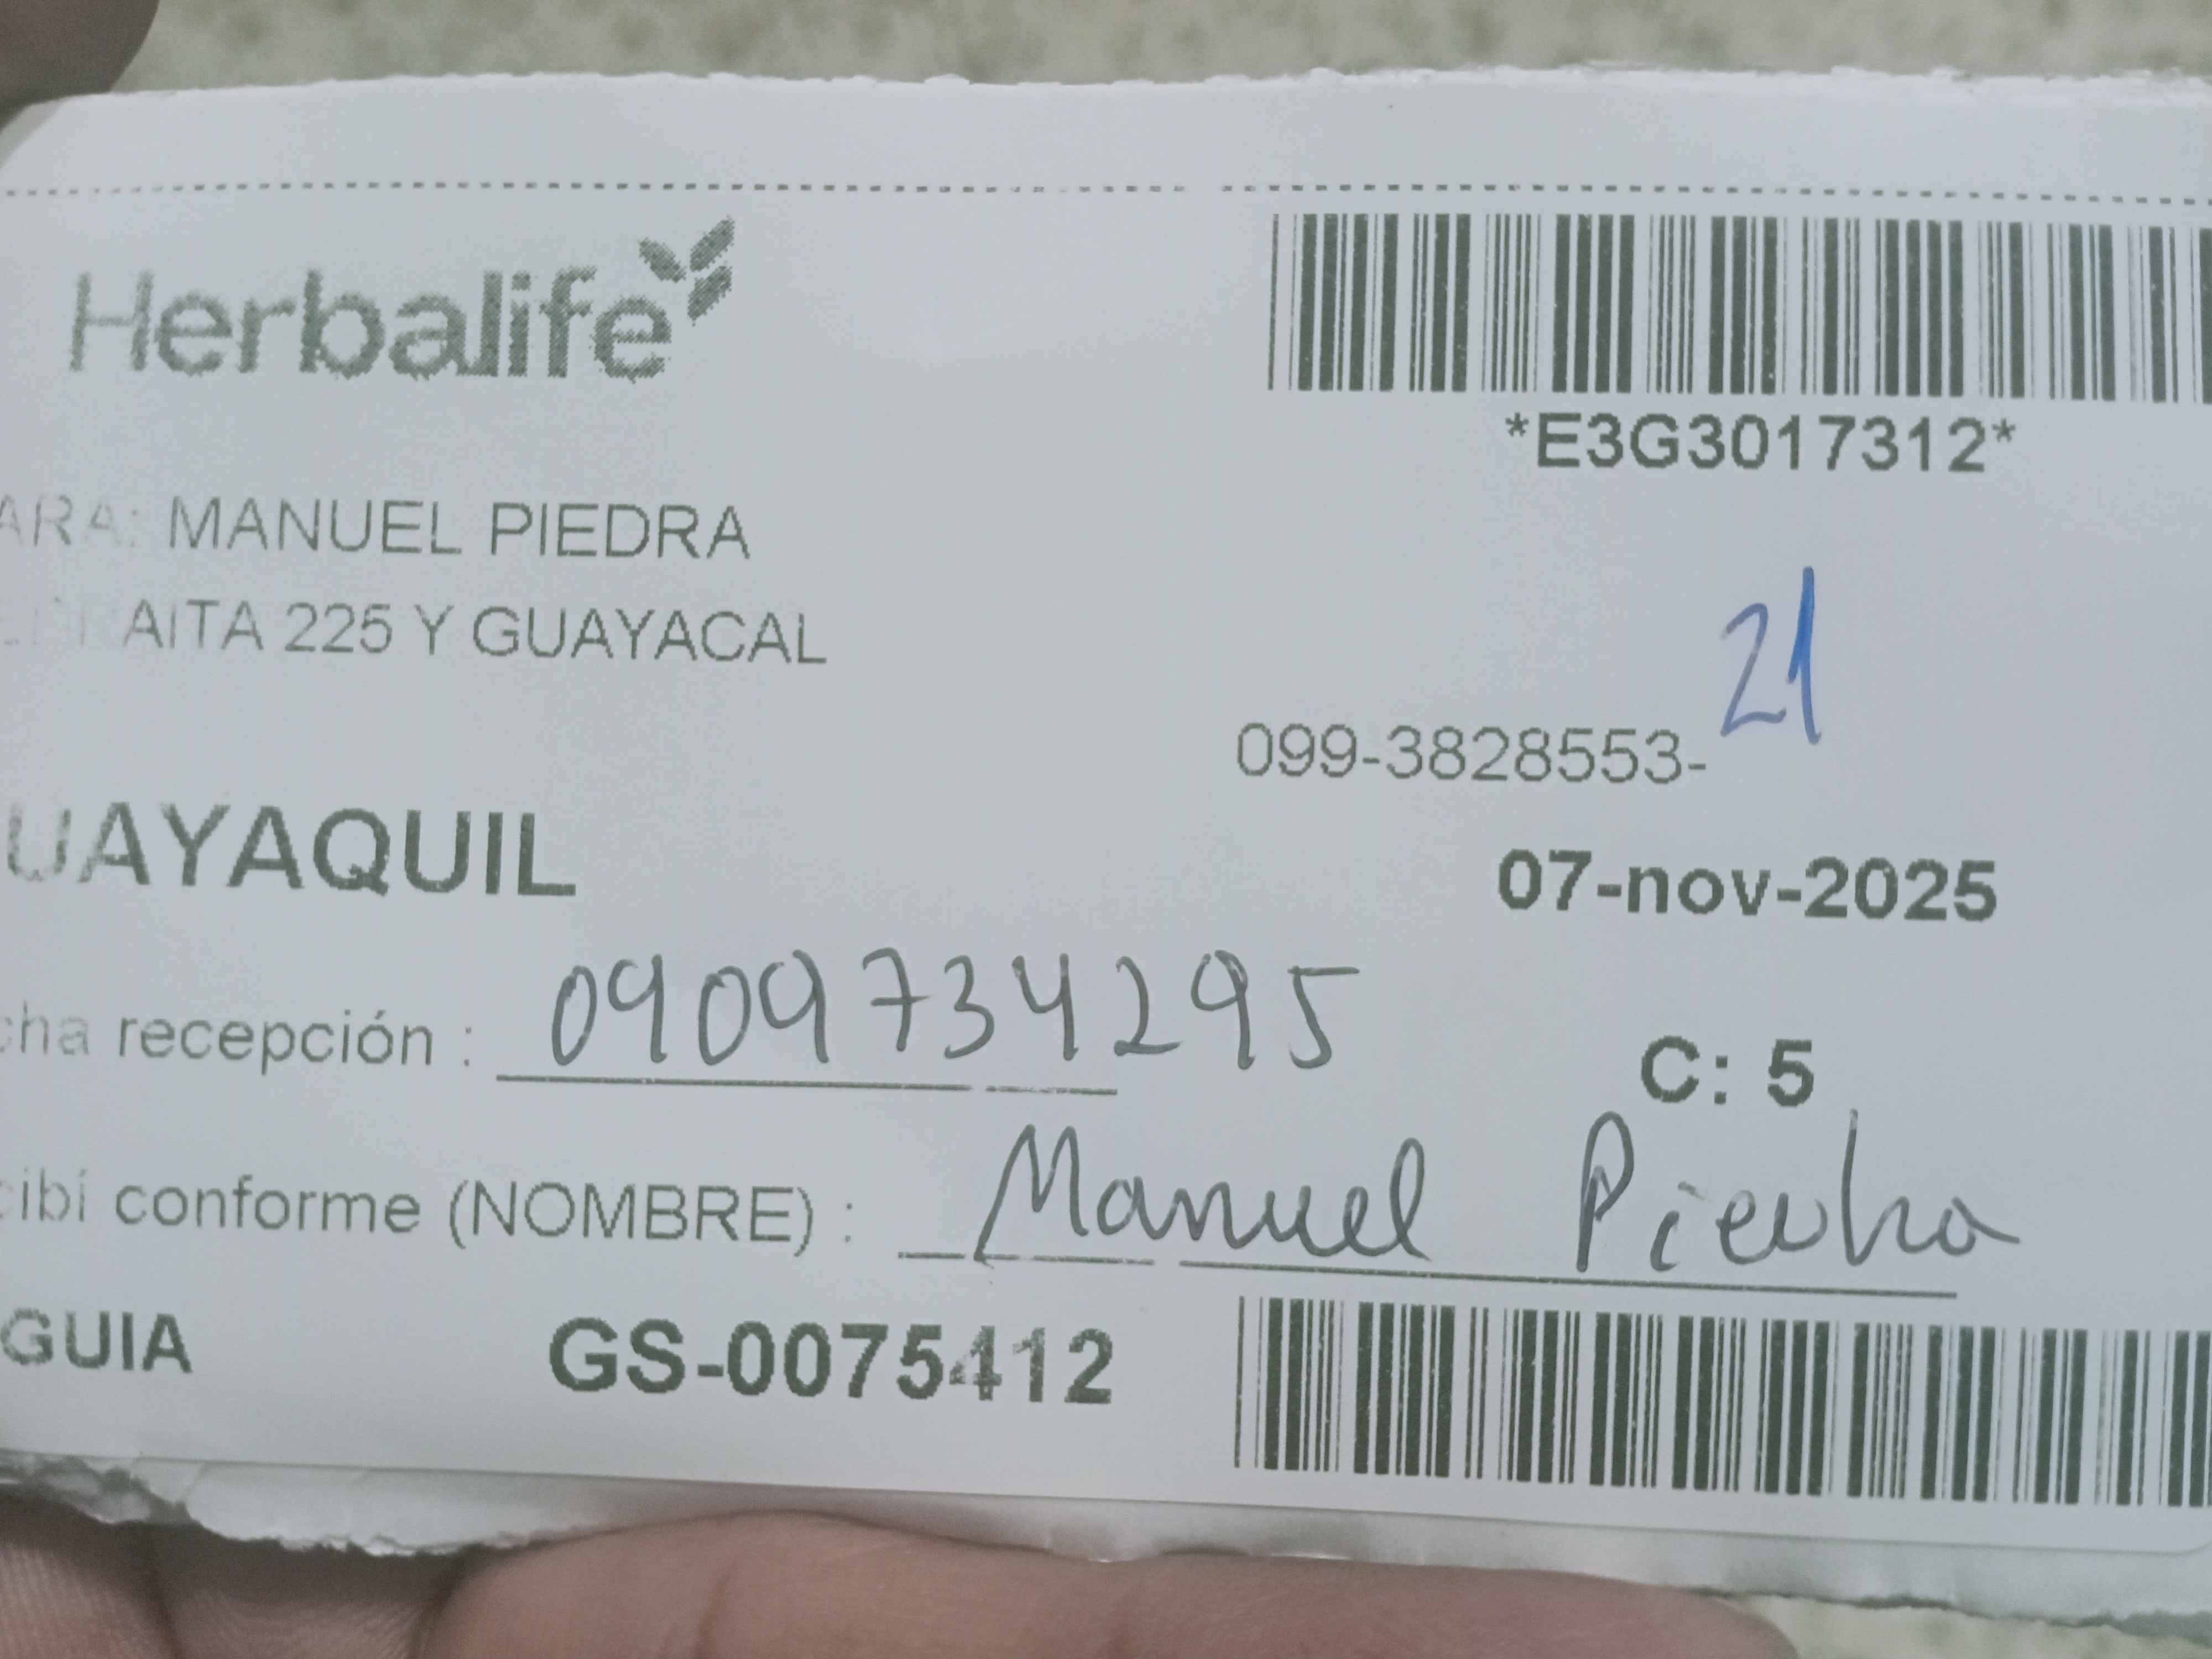 Herbalife
*E3G3017312*
ARA: MANUEL PIEDRA
AITA 225 Y GUAYACAL
21
099-3828553-
UAYAQUIL
07-nov-2025
cha recepción : 0909734295
C: 5
cibí conforme (NOMBRE) : Manuel Piedra
GUIA GS-0075412